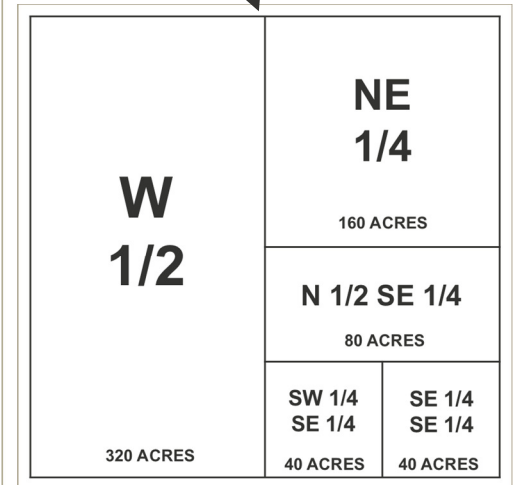 W
1/2
320 ACRES
NE
1/4
160 ACRES
N 1/2 SE 1/4
80 ACRES
SW 1/4
SE 1/4
40 ACRES
SE 1/4
SE 1/4
40 ACRES